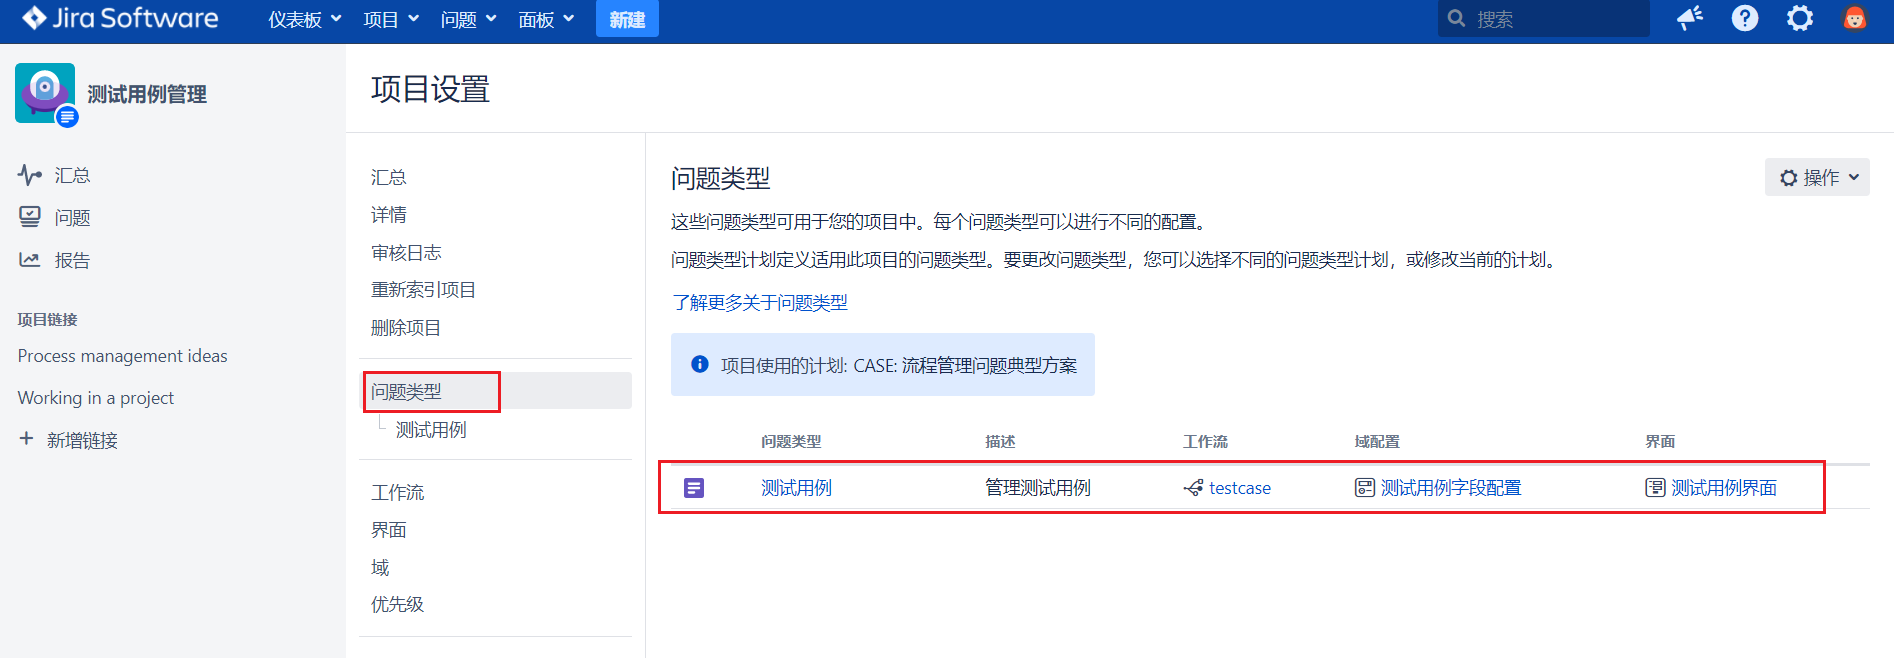 Jira Software 仪表板 项目 问题 面板 新建 搜索
测试用例管理
汇总
问题
报告
项目链接
Process management ideas
Working in a project
+ 新增链接
项目设置
汇总
详情
审核日志
重新索引项目
删除项目
问题类型
测试用例
工作流
界面
域
优先级
问题类型
操作
这些问题类型可用于您的项目中。每个问题类型可以进行不同的配置。
问题类型计划定义适用此项目的问题类型。要更改问题类型，您可以选择不同的问题类型计划，或修改当前的计划。
了解更多关于问题类型
项目使用的计划: CASE: 流程管理问题典型方案
问题类型 描述 工作流 域配置 界面
测试用例 管理测试用例 testcase 测试用例字段配置 测试用例界面